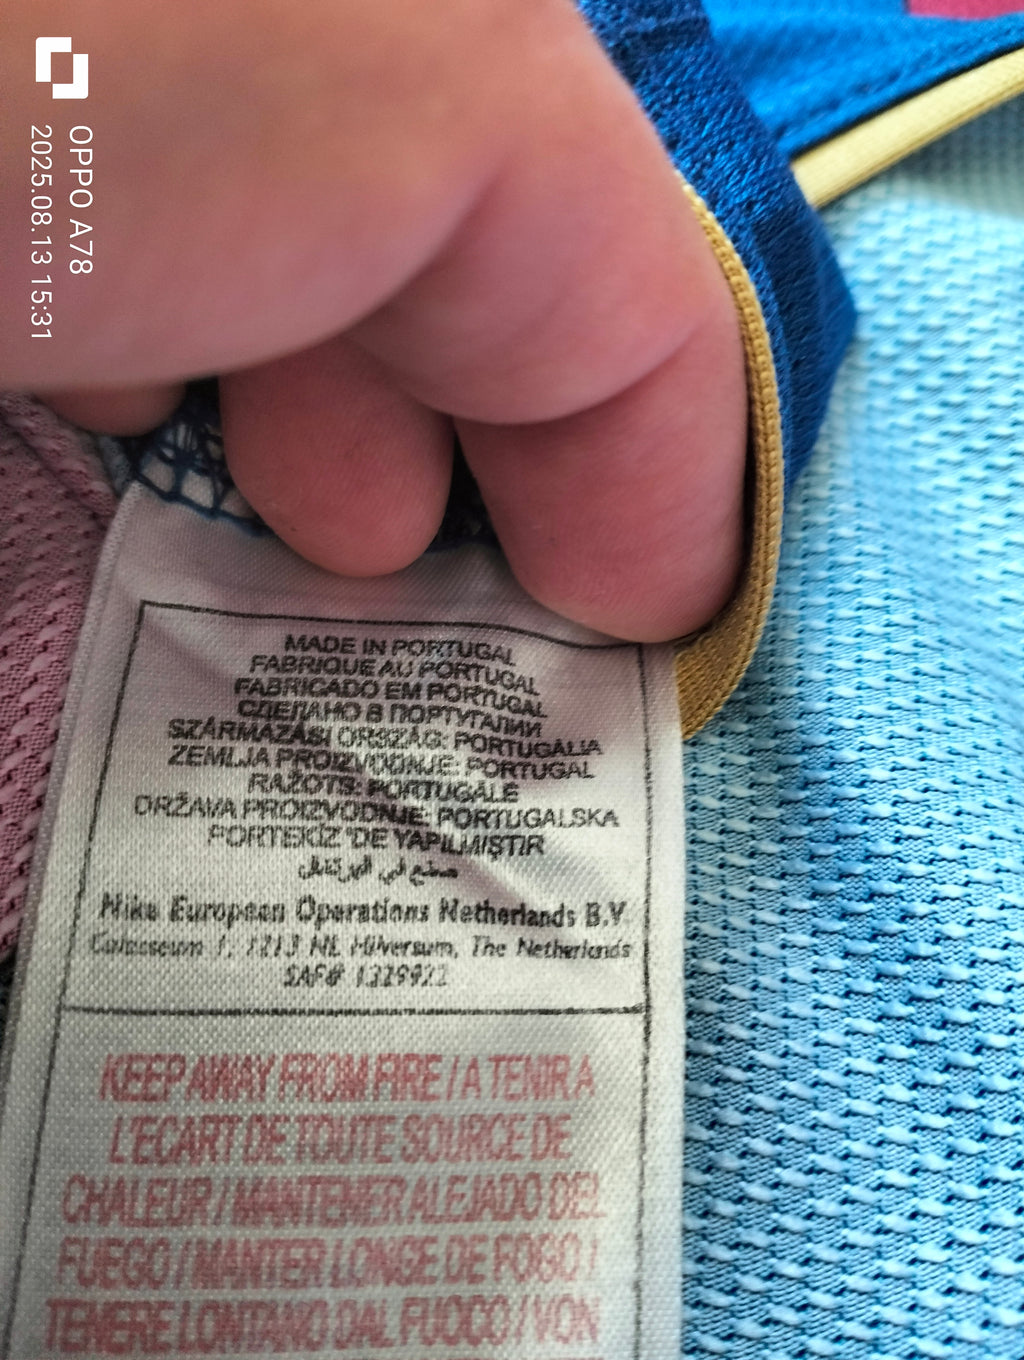 OPPO A78
2025.08.13 15:31
MADE IN PORTUGAL
FABRIQUE AU PORTUGAL
FABRICADO EM PORTUGAL
СДЕЛАНО В ПОРТУГАЛИИ
SZÁRMAZÁSI ORSZÁG: PORTUGÁLIA
ZEMLJA PROIZVODNJE: PORTUGAL
RAŽOTS: PORTUGĀLE
DRŽAVA PROIZVODNJE: PORTUGALSKA
PORTEKİZ 'DE YAPILMIŞTIR
صنع في البرتغال
Nike European Operations Netherlands B.V.
Colosseum 1, 1213 NL Hilversum, The Netherlands
SAF# 1329922
KEEP AWAY FROM FIRE / A TENIR A
L'ECART DE TOUTE SOURCE DE
CHALEUR / MANTENER ALEJADO DEL
FUEGO / MANTER LONGE DE FOGO /
TENERE LONTANO DAL FUOCO / VON